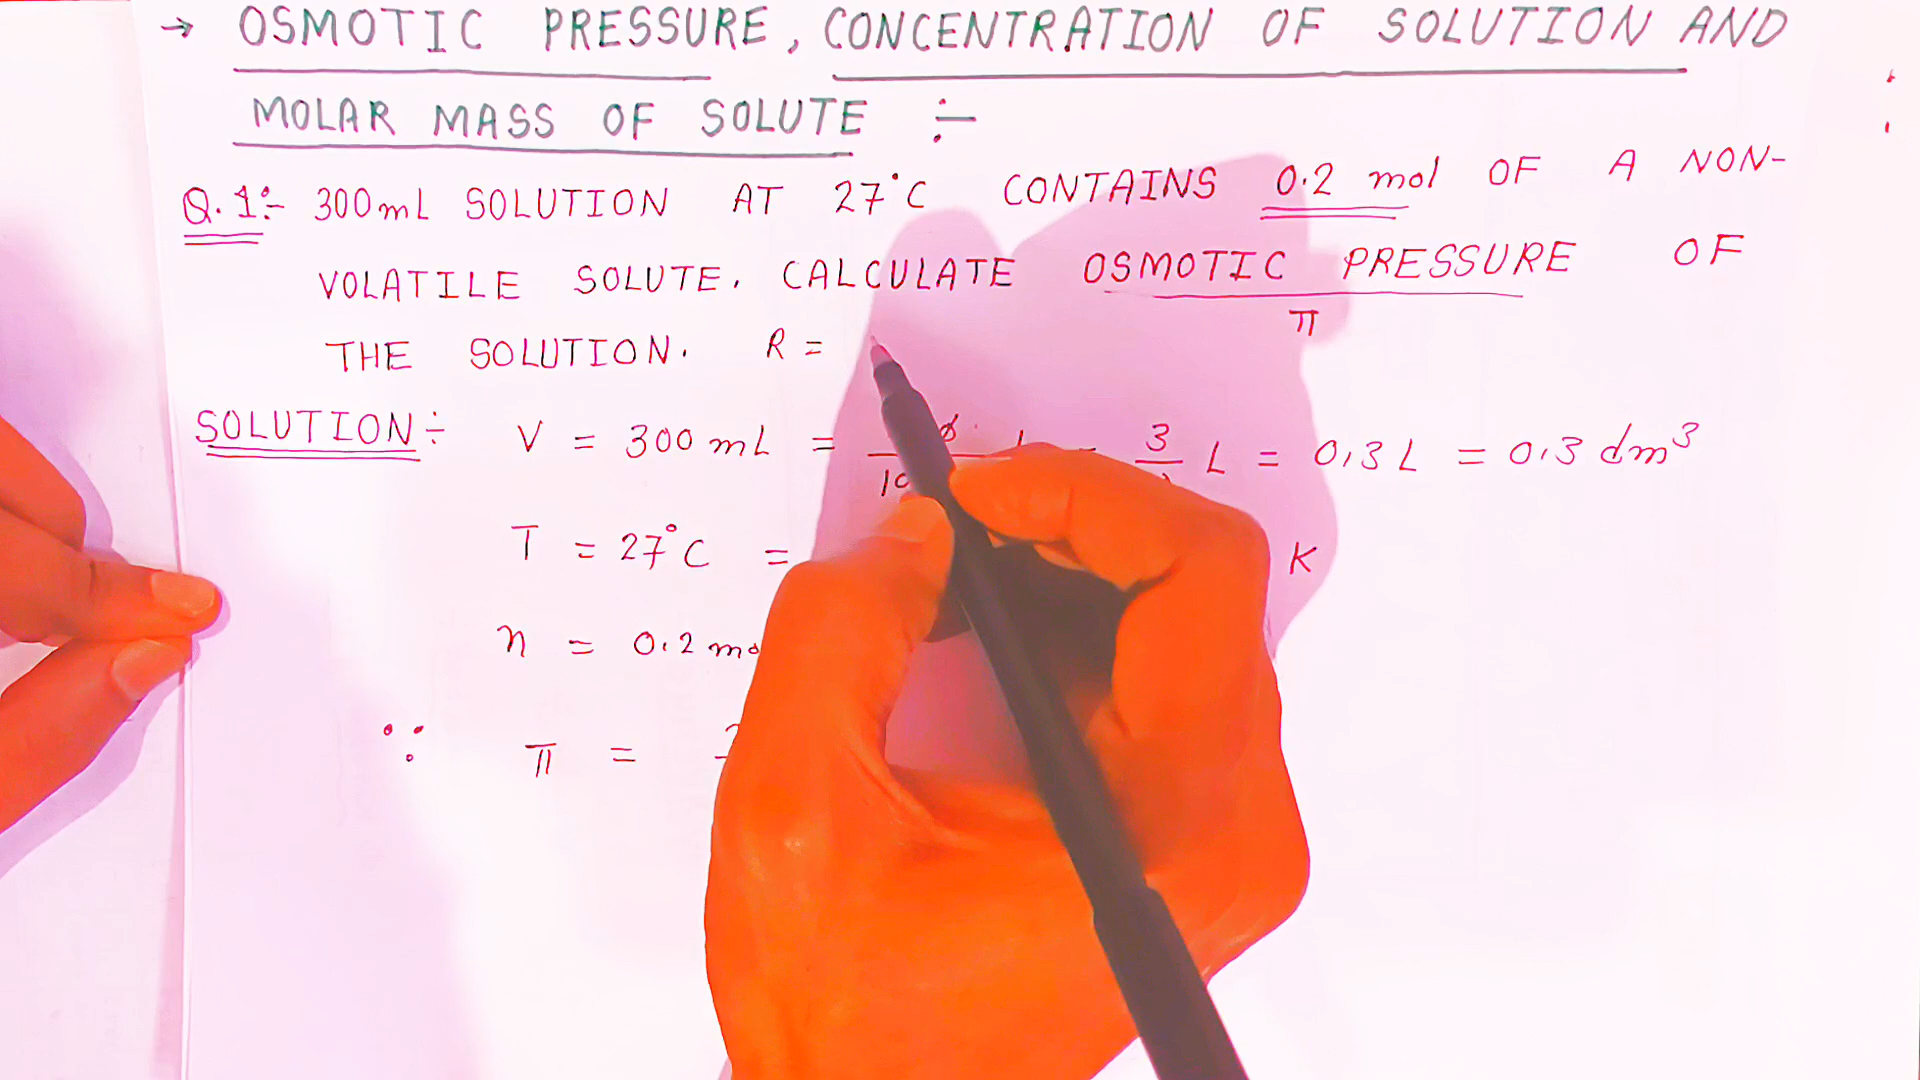 → OSMOTIC PRESSURE, CONCENTRATION OF SOLUTION AND
MOLAR MASS OF SOLUTE :-
Q.1:- 300mL SOLUTION AT 27°C CONTAINS 0.2 mol OF A NON-
VOLATILE SOLUTE. CALCULATE OSMOTIC PRESSURE OF
π
THE SOLUTION. R =
SOLUTION:- V = 300 mL = 3 L = 0.3 L = 0.3 dm³
T = 27°C = K
n = 0.2 mo
∵ π =